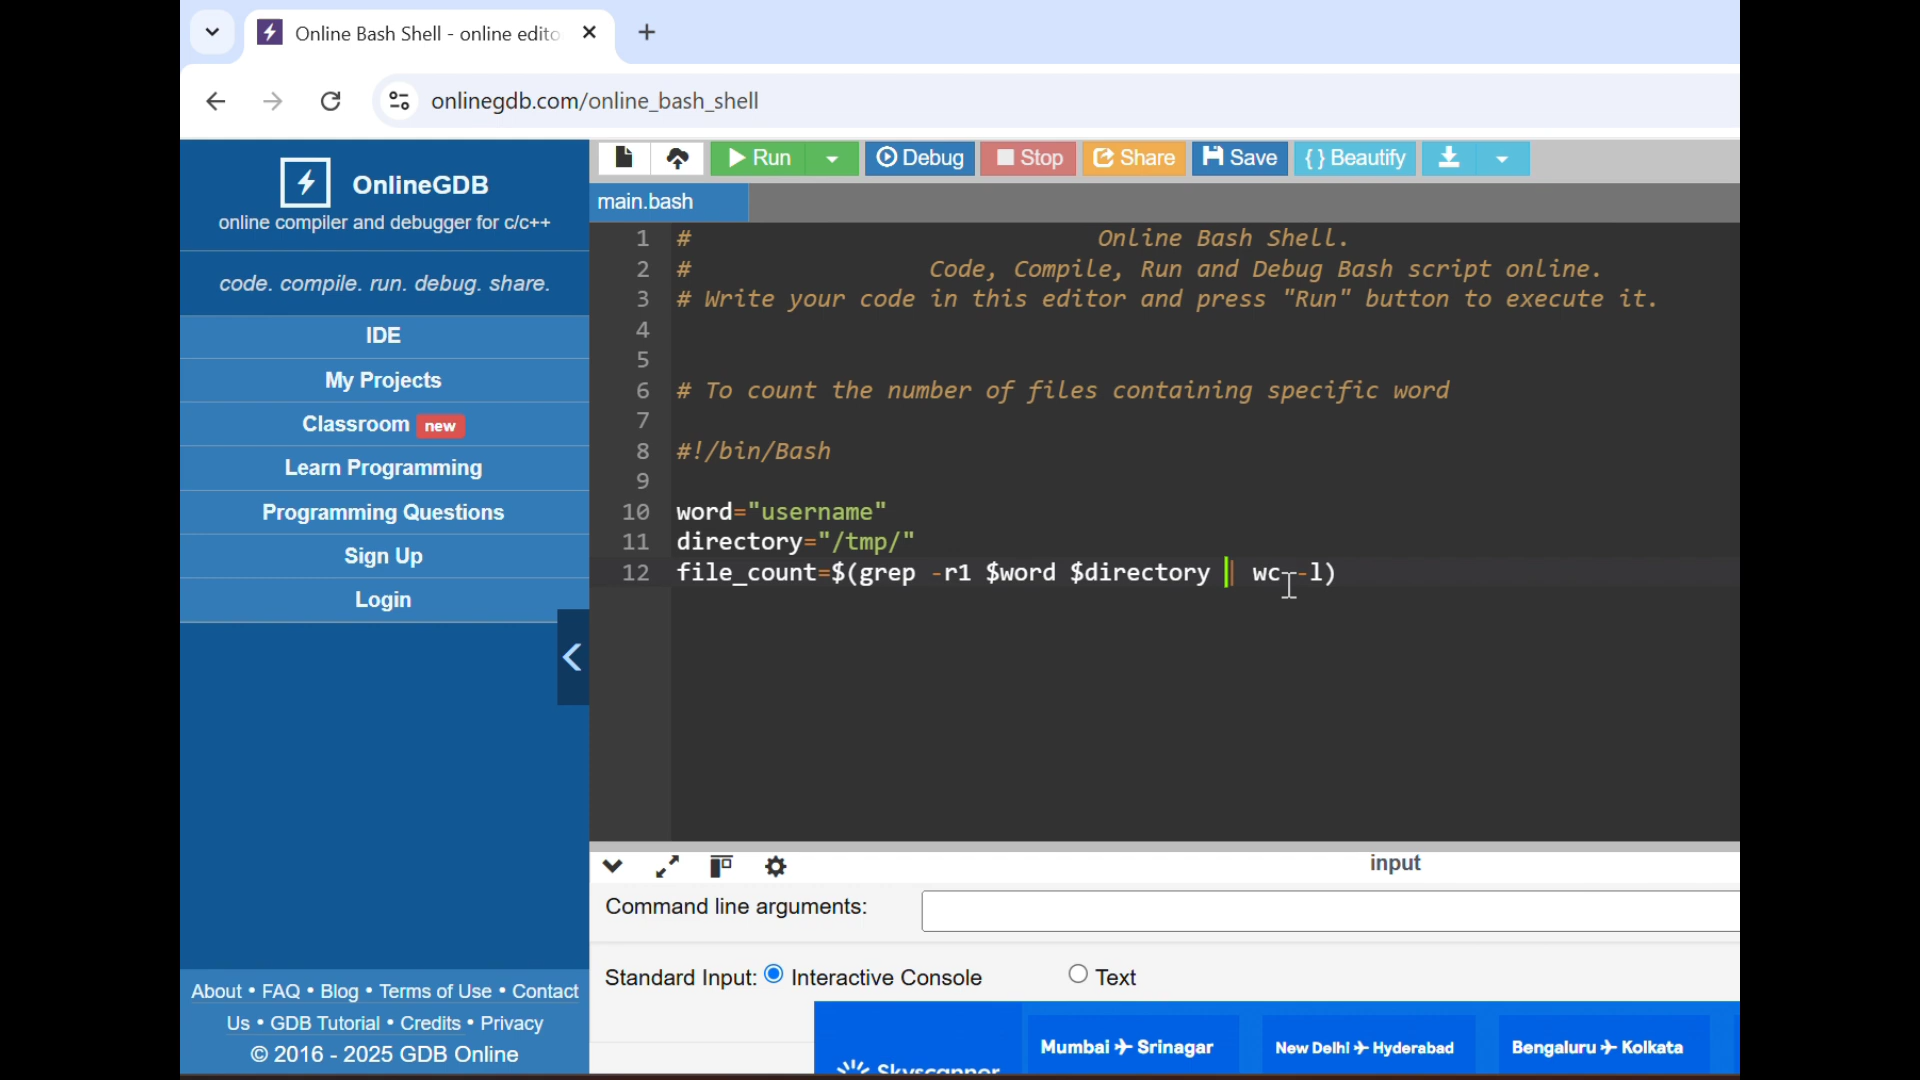 Online Bash Shell - online edito
onlinegdb.com/online_bash_shell
OnlineGDB
online compiler and debugger for c/c++
code. compile. run. debug. share.
IDE
My Projects
Classroom new
Learn Programming
Programming Questions
Sign Up
Login
About • FAQ • Blog • Terms of Use • Contact
Us • GDB Tutorial • Credits • Privacy
© 2016 - 2025 GDB Online
Run Debug Stop Share Save {} Beautify
main.bash
1 # Online Bash Shell.
2 # Code, Compile, Run and Debug Bash script online.
3 # Write your code in this editor and press "Run" button to execute it.
4
5
6 # To count the number of files containing specific word
7
8 #!/bin/Bash
9
10 word="username"
11 directory="/tmp/"
12 file_count=$(grep -r1 $word $directory | wc -l)
input
Command line arguments:
Standard Input: Interactive Console Text
Skyscanner
Mumbai Srinagar
New Delhi Hyderabad
Bengaluru Kolkata